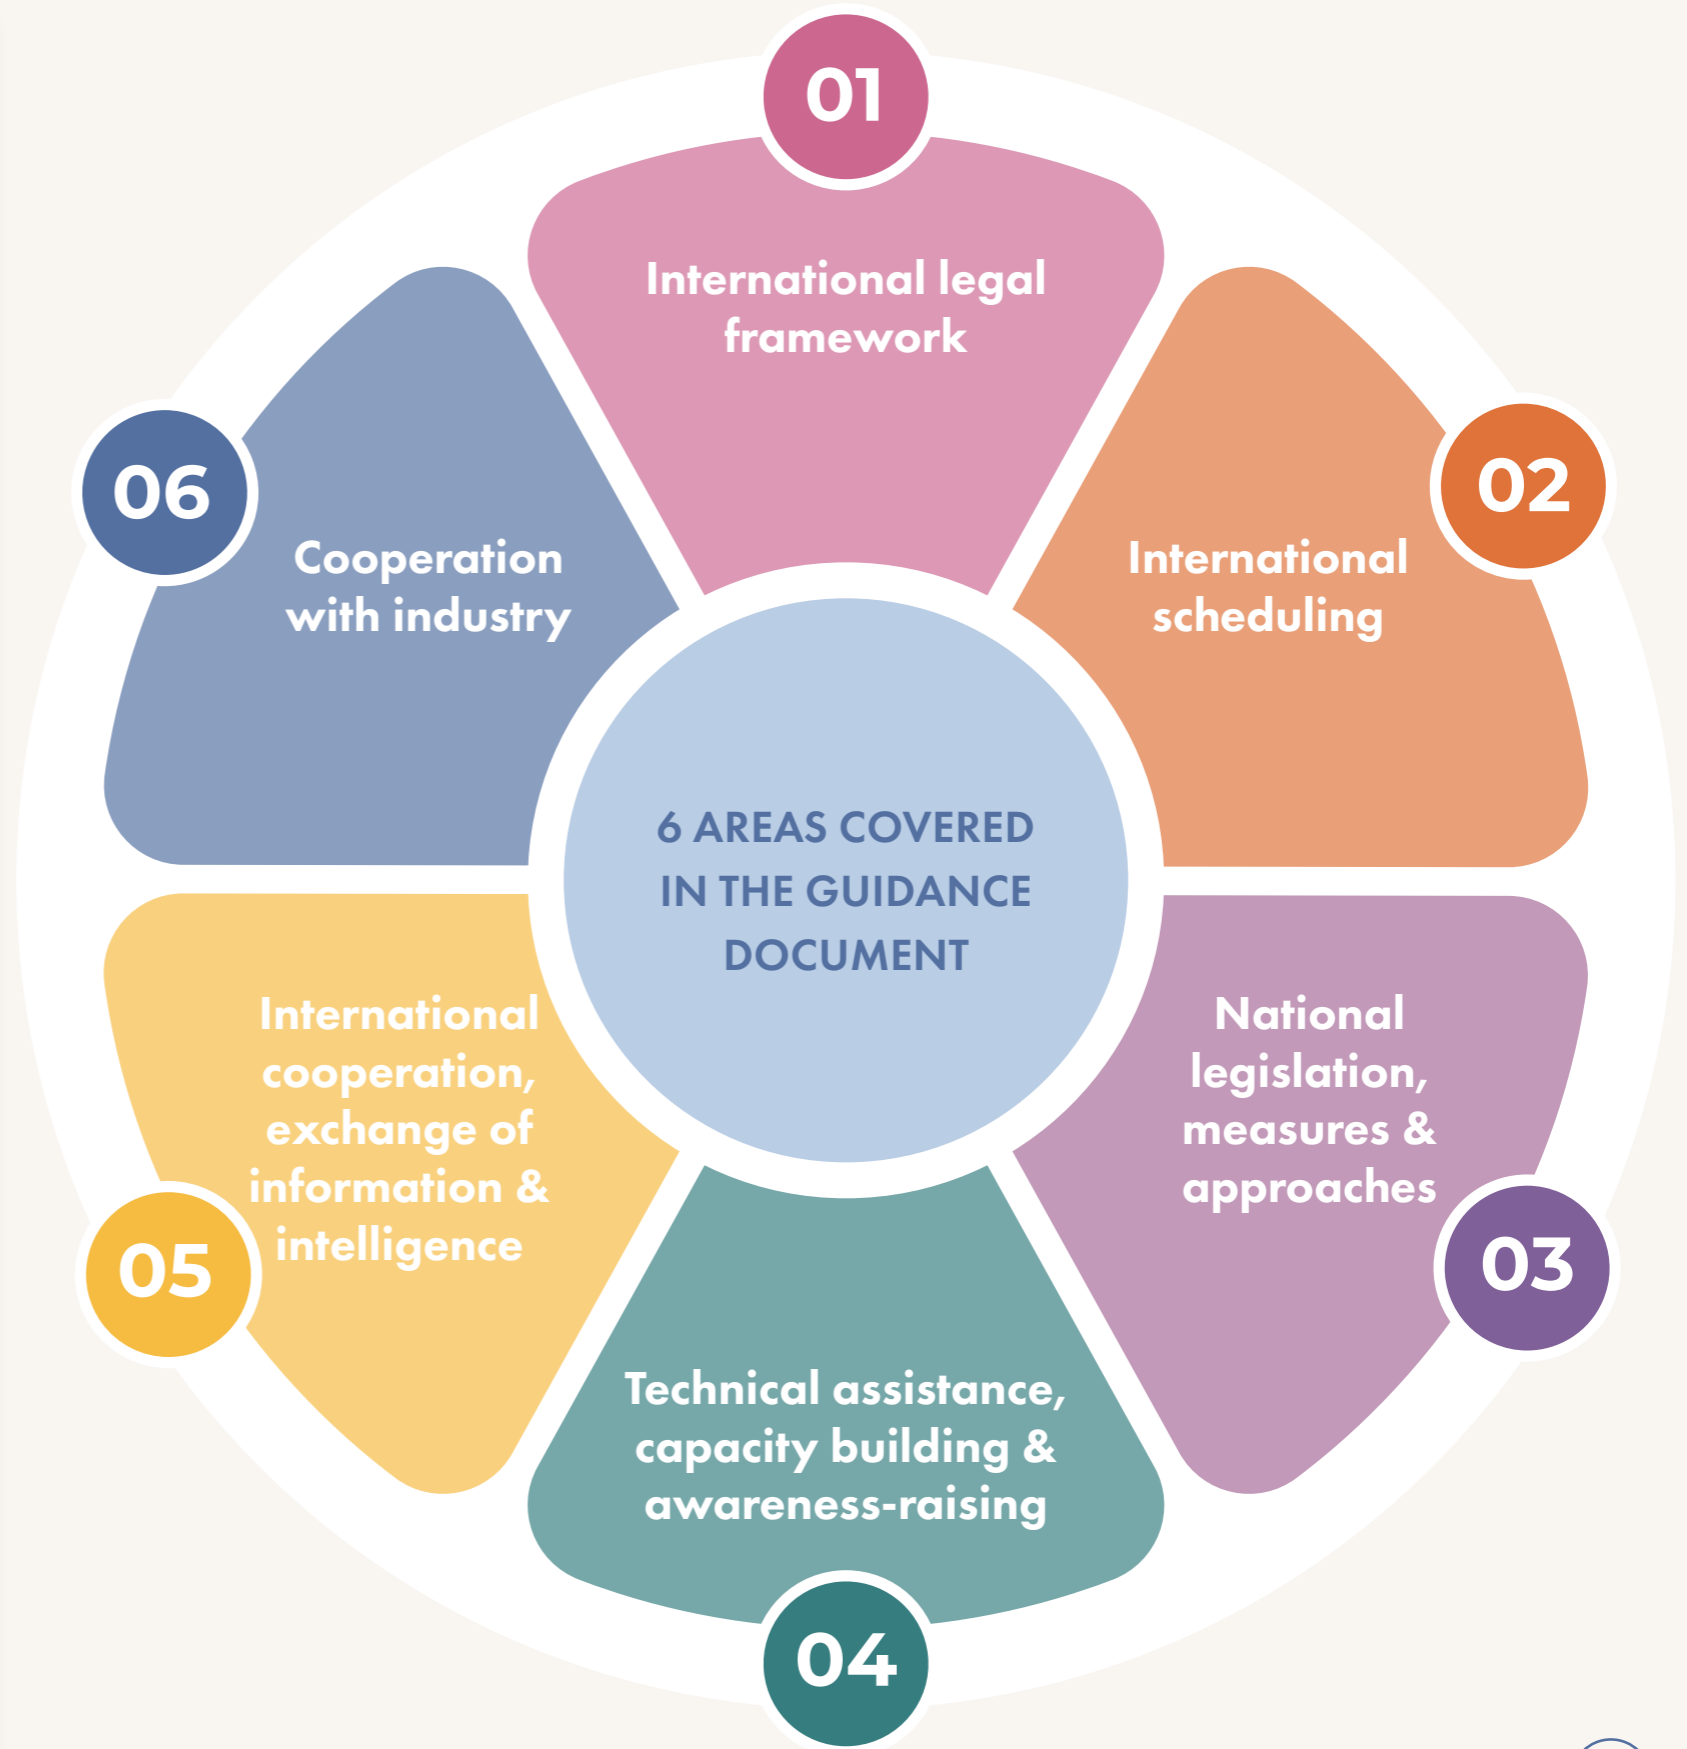 01
International legal
framework
02
International
scheduling
03
National
legislation,
measures &
approaches
04
Technical assistance,
capacity building &
awareness-raising
05
International
cooperation,
exchange of
information &
intelligence
06
Cooperation
with industry
6 AREAS COVERED
IN THE GUIDANCE
DOCUMENT